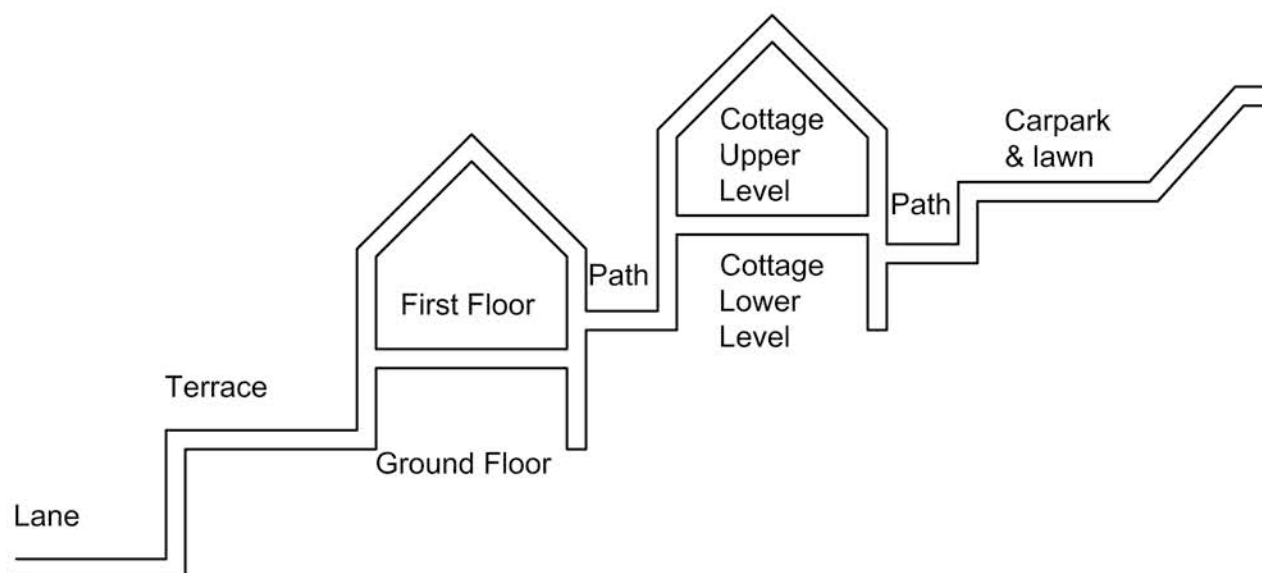 Cottage
Upper
Level
Carpark
& lawn
Path
Path
Cottage
Lower
Level
First Floor
Terrace
Ground Floor
Lane